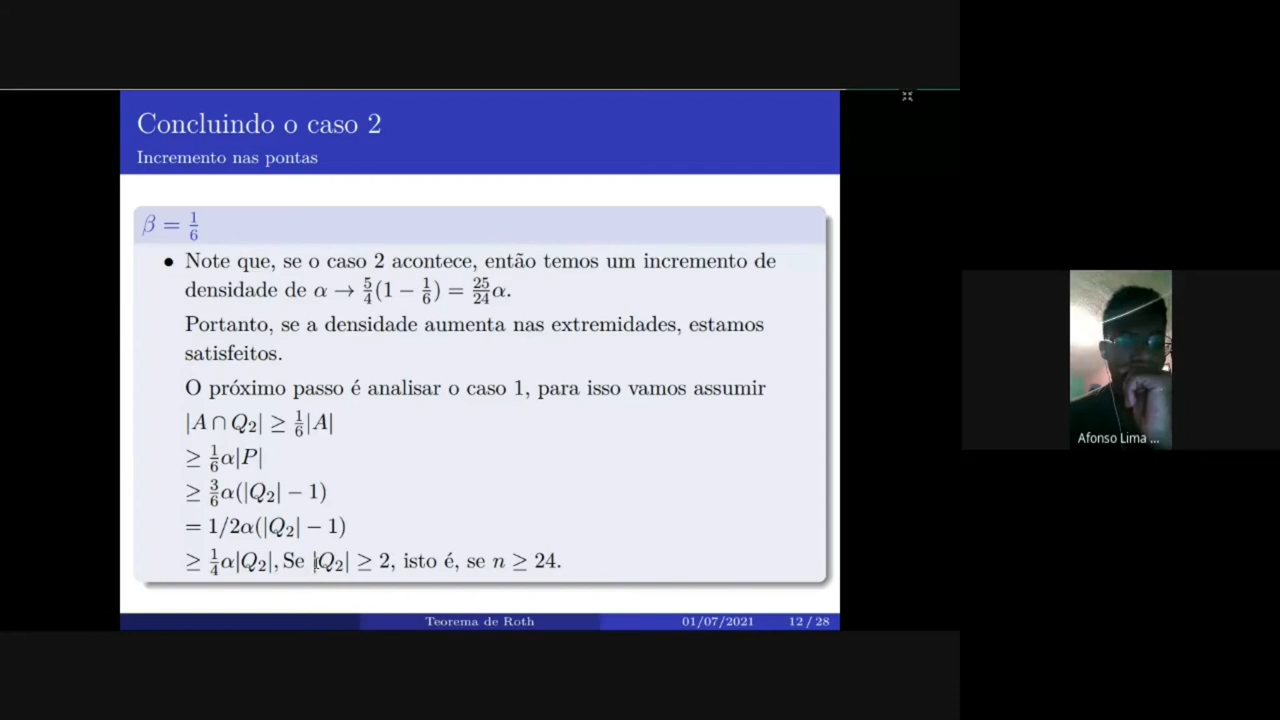 Concluindo o caso 2
Incremento nas pontas
β = 1/6
• Note que, se o caso 2 acontece, então temos um incremento de
densidade de α → 5/4(1 − 1/6) = 25/24α.
Portanto, se a densidade aumenta nas extremidades, estamos
satisfeitos.
O próximo passo é analisar o caso 1, para isso vamos assumir
|A ∩ Q₂| ≥ 1/6|A|
≥ 1/6α|P|
≥ 3/6α(|Q₂| − 1)
= 1/2α(|Q₂| − 1)
≥ 1/4α|Q₂|, Se |Q₂| ≥ 2, isto é, se n ≥ 24.
Teorema de Roth 01/07/2021 12 / 28
Afonso Lima ...